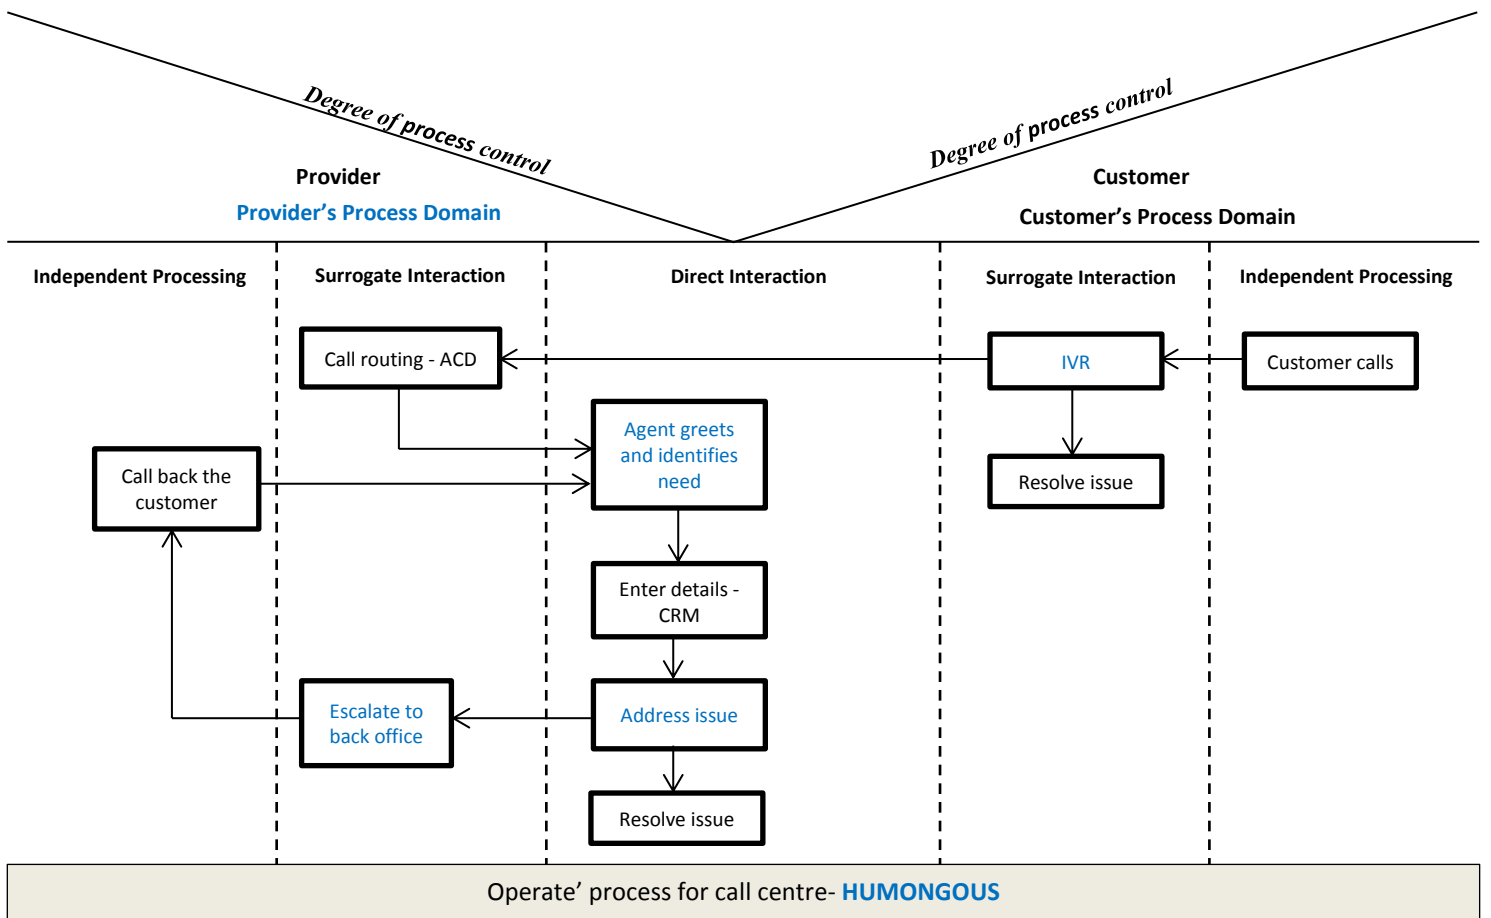 Degree of process control
Degree of process control
Provider
Provider’s Process Domain
Customer
Customer’s Process Domain
Independent Processing
Surrogate Interaction
Direct Interaction
Surrogate Interaction
Independent Processing
Call routing - ACD
IVR
Customer calls
Agent greets
and identifies
need
Call back the
customer
Resolve issue
Enter details -
CRM
Escalate to
back office
Address issue
Resolve issue
Operate’ process for call centre- HUMONGOUS